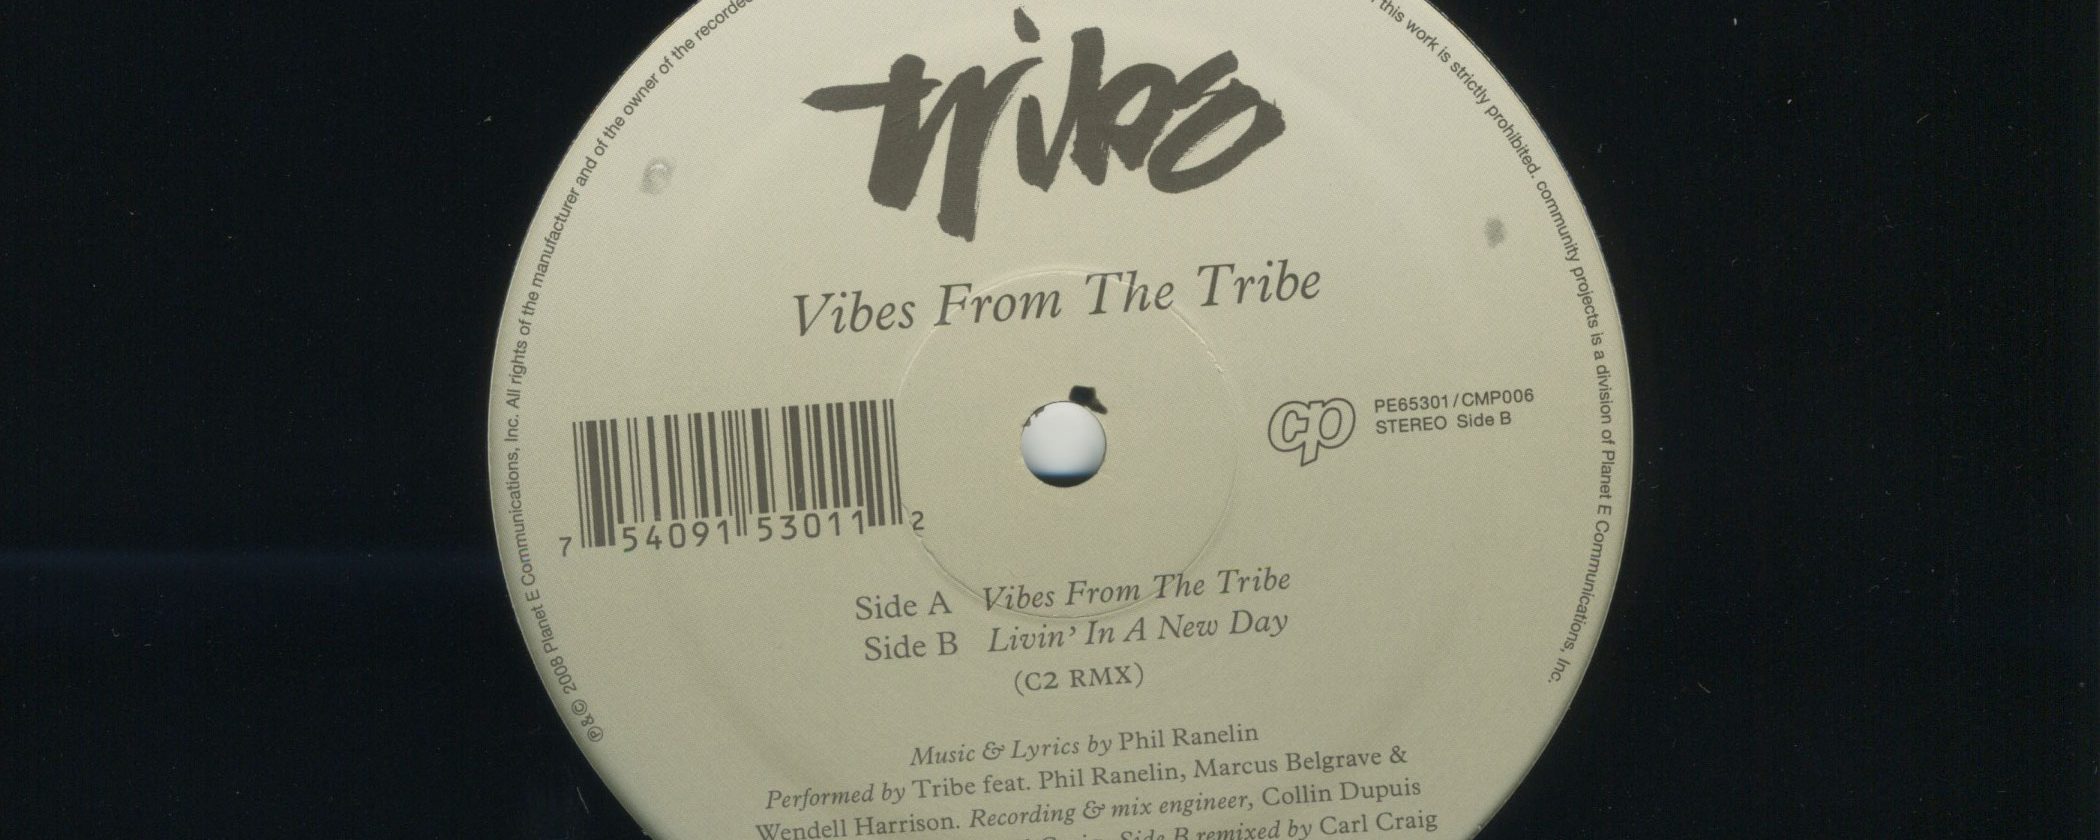 tribe
Vibes From The Tribe
7 54091 53011 2
cp
PE65301/CMP006
STEREO Side B
Side A Vibes From The Tribe
Side B Livin' In A New Day
(C2 RMX)
Music & Lyrics by Phil Ranelin
Performed by Tribe feat. Phil Ranelin, Marcus Belgrave &
Wendell Harrison. Recording & mix engineer, Collin Dupuis
Side B remixed by Carl Craig
℗&© 2008 Planet E Communications, Inc. All rights of the manufacturer and of the owner of the recorded
this work is strictly prohibited. community projects is a division of Planet E Communications, Inc.